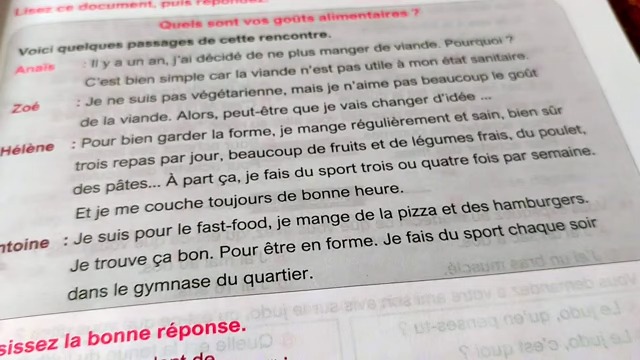 Lisez ce document, puis répondez
Quels sont vos goûts alimentaires ?
Voici quelques passages de cette rencontre.
Anaïs : Il y a un an, j'ai décidé de ne plus manger de viande. Pourquoi ?
C'est bien simple car la viande n'est pas utile à mon état sanitaire.
Zoé : Je ne suis pas végétarienne, mais je n'aime pas beaucoup le goût
de la viande. Alors, peut-être que je vais changer d'idée ...
Hélène : Pour bien garder la forme, je mange régulièrement et sain, bien sûr
trois repas par jour, beaucoup de fruits et de légumes frais, du poulet,
des pâtes... À part ça, je fais du sport trois ou quatre fois par semaine.
Et je me couche toujours de bonne heure.
ntoine : Je suis pour le fast-food, je mange de la pizza et des hamburgers.
Je trouve ça bon. Pour être en forme. Je fais du sport chaque soir
dans le gymnase du quartier.
sissez la bonne réponse.